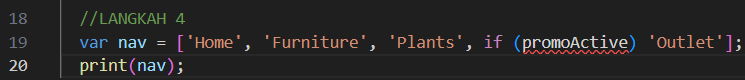 18 //LANGKAH 4
19 var nav = ['Home', 'Furniture', 'Plants', if (promoActive) 'Outlet'];
20 print(nav);